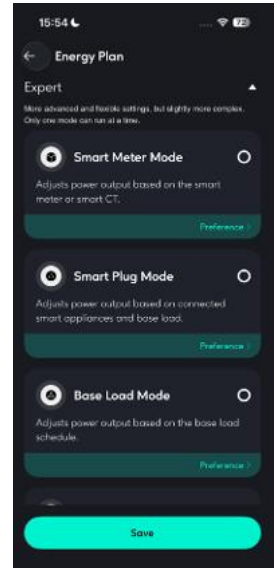 15:54
72
Energy Plan
Expert
More advanced and flexible settings, but slightly more complex.
Only one mode can run at a time.
Smart Meter Mode
Adjusts power output based on the smart
meter or smart CT.
Preference >
Smart Plug Mode
Adjusts power output based on connected
smart appliances and base load.
Preference >
Base Load Mode
Adjusts power output based on the base load
schedule.
Preference >
Save